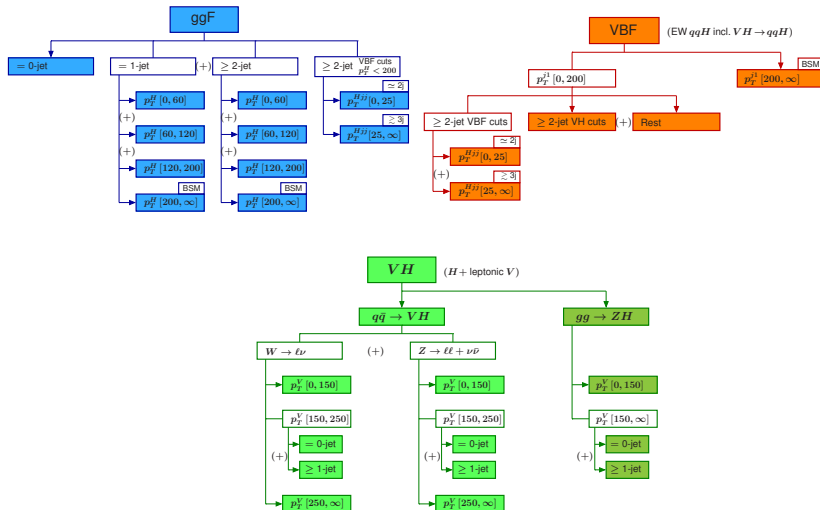 ggF
= 0-jet
= 1-jet
(+)
≥ 2-jet
≥ 2-jet VBF cuts p_T^H < 200
p_T^H [0, 60]
(+)
p_T^H [60, 120]
(+)
p_T^H [120, 200]
BSM
p_T^H [200, ∞]
p_T^H [0, 60]
(+)
p_T^H [60, 120]
(+)
p_T^H [120, 200]
BSM
p_T^H [200, ∞]
≃ 2j
p_T^{Hjj} [0, 25]
≳ 3j
p_T^{Hjj} [25, ∞]
VBF
(EW qqH incl. VH → qqH)
p_T^{j1} [0, 200]
BSM
p_T^{j1} [200, ∞]
≥ 2-jet VBF cuts
≥ 2-jet VH cuts
(+)
Rest
≃ 2j
p_T^{Hjj} [0, 25]
(+)
≳ 3j
p_T^{Hjj} [25, ∞]
VH
(H+ leptonic V)
qq̄ → VH
gg → ZH
W → ℓν
(+)
Z → ℓℓ + νν̄
p_T^V [0, 150]
p_T^V [150, 250]
= 0-jet
(+)
≥ 1-jet
p_T^V [250, ∞]
p_T^V [0, 150]
p_T^V [150, 250]
= 0-jet
(+)
≥ 1-jet
p_T^V [250, ∞]
p_T^V [0, 150]
p_T^V [150, ∞]
= 0-jet
(+)
≥ 1-jet